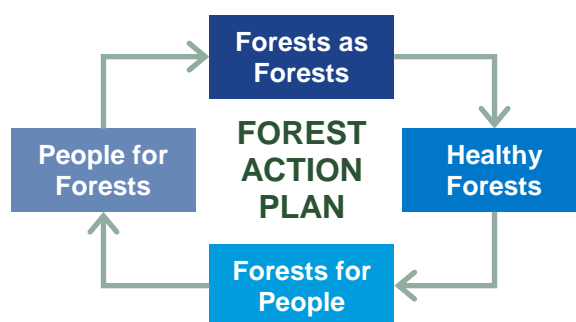 Forests as
Forests
People for
Forests
FOREST
ACTION
PLAN
Healthy
Forests
Forests for
People